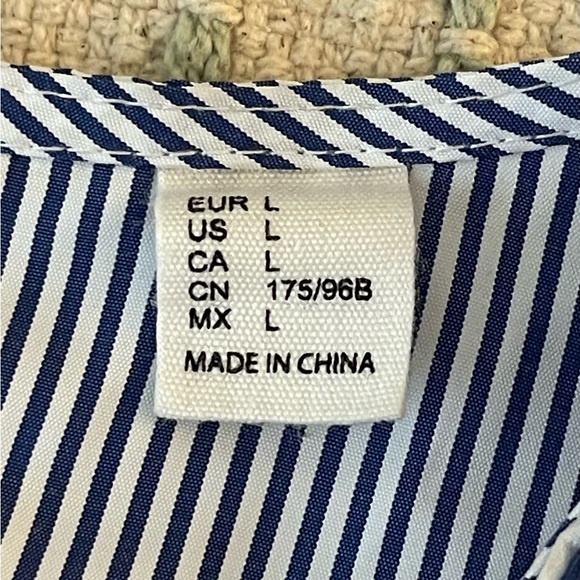 EUR L
US L
CA L
CN 175/96B
MX L
MADE IN CHINA